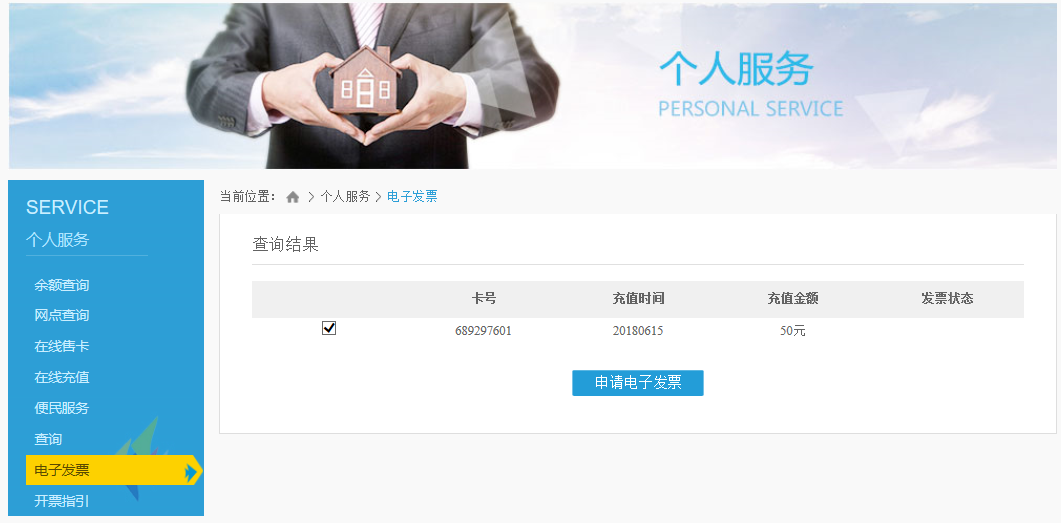 个人服务
PERSONAL SERVICE
SERVICE
个人服务
余额查询
网点查询
在线售卡
在线充值
便民服务
查询
电子发票
开票指引
当前位置： > 个人服务 > 电子发票
查询结果
卡号 充值时间 充值金额 发票状态
689297601 20180615 50元
申请电子发票